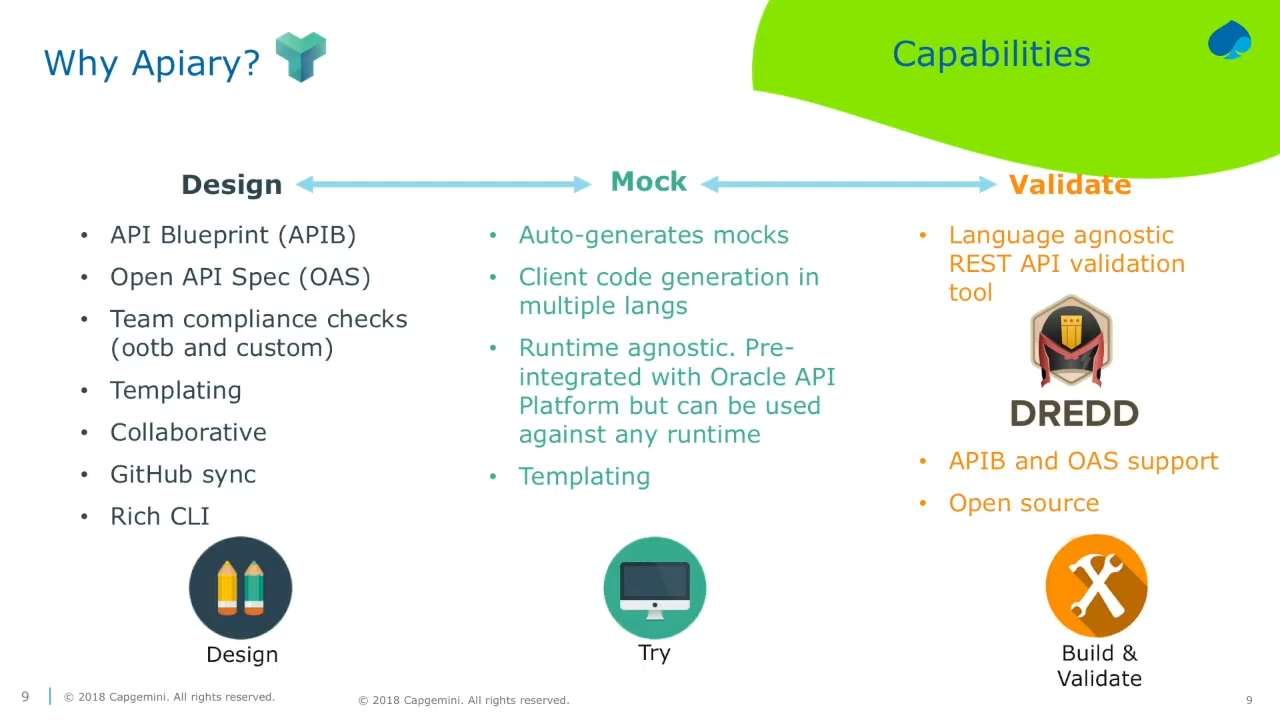 Why Apiary?
Capabilities
Design
Mock
Validate
• API Blueprint (APIB)
• Open API Spec (OAS)
• Team compliance checks
(ootb and custom)
• Templating
• Collaborative
• GitHub sync
• Rich CLI
Design
• Auto-generates mocks
• Client code generation in
multiple langs
• Runtime agnostic. Pre-
integrated with Oracle API
Platform but can be used
against any runtime
• Templating
Try
• Language agnostic
REST API validation
tool
DREDD
• APIB and OAS support
• Open source
Build &
Validate
9
© 2018 Capgemini. All rights reserved.
© 2018 Capgemini. All rights reserved.
9